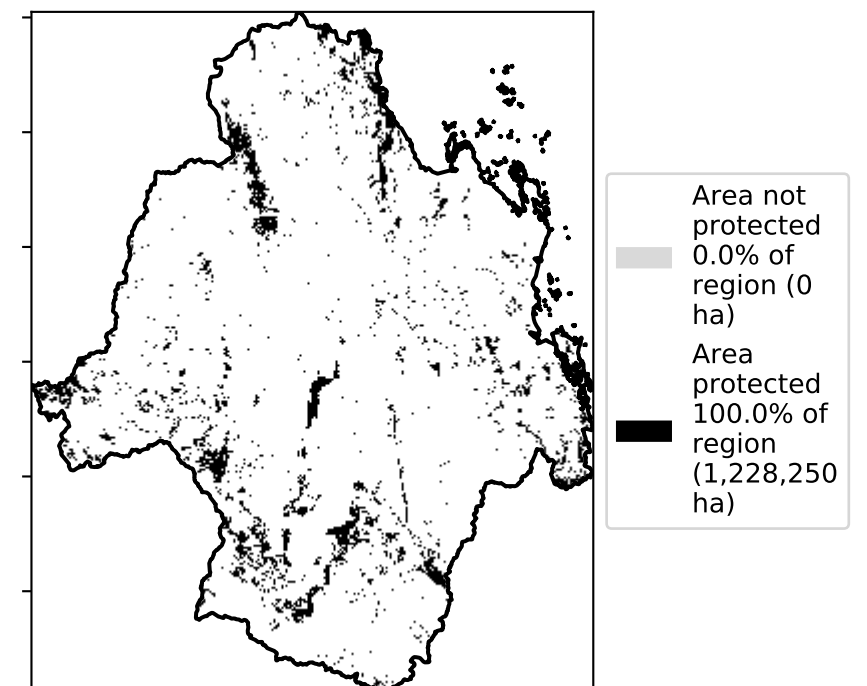 Area not
protected
0.0% of
region (0
ha)
Area
protected
100.0% of
region
(1,228,250
ha)